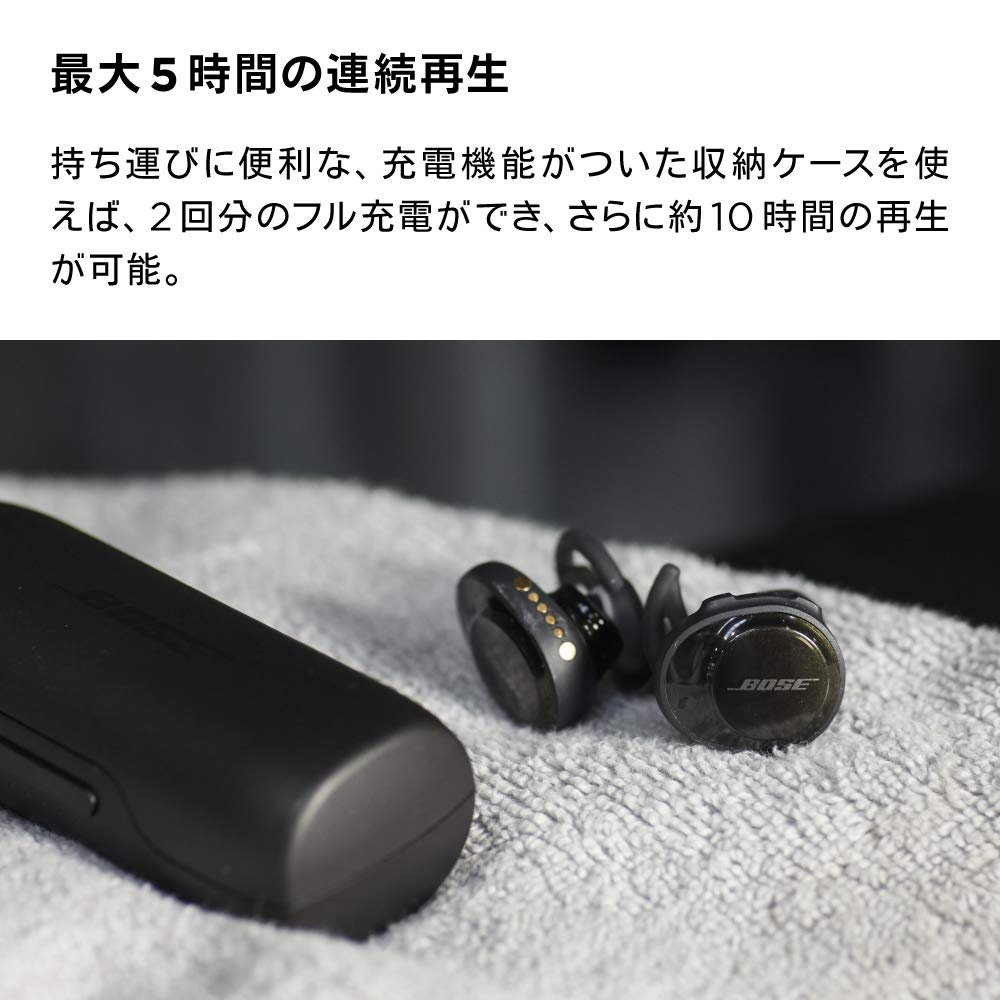 最大5時間の連続再生
持ち運びに便利な、充電機能がついた収納ケースを使
えば、2回分のフル充電ができ、さらに約10時間の再生
が可能。
BOSE
BOSE